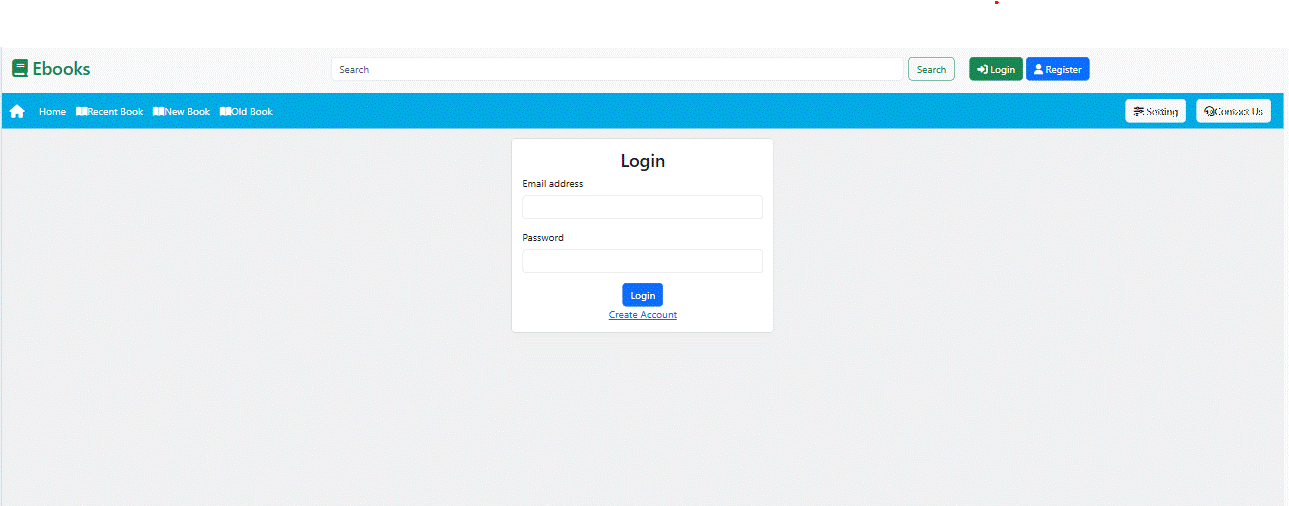 Ebooks
Search Search Login Register
Home Recent Book New Book Old Book Setting Contact Us
Login
Email address
Password
Login
Create Account